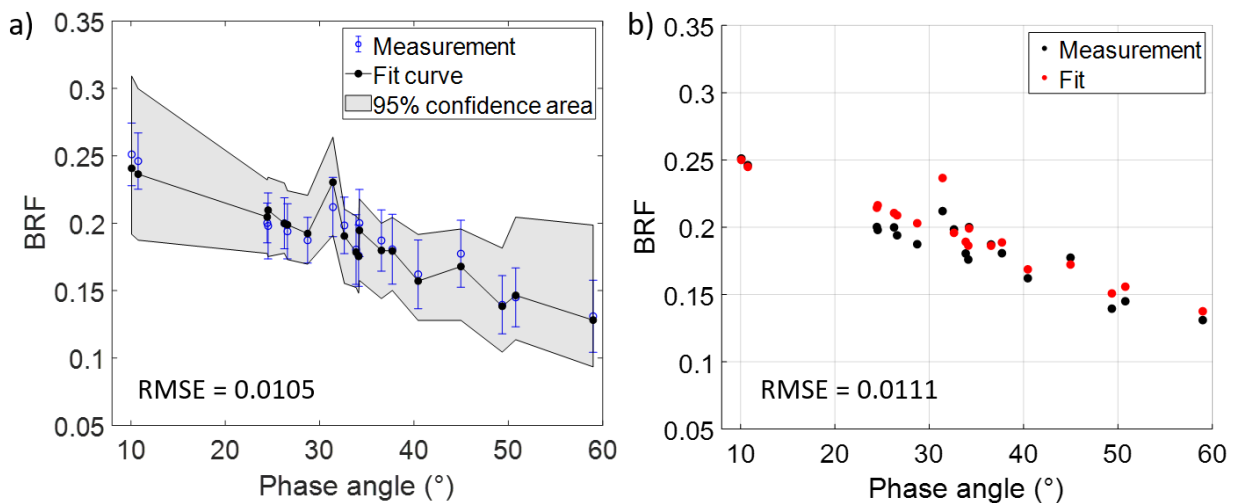 a)
Measurement
Fit curve
95% confidence area
0.35
0.3
0.25
0.2
0.15
0.1
0.05
BRF
RMSE = 0.0105
10 20 30 40 50 60
Phase angle (°)
b)
Measurement
Fit
0.35
0.3
0.25
0.2
0.15
0.1
0.05
BRF
RMSE = 0.0111
10 20 30 40 50 60
Phase angle (°)